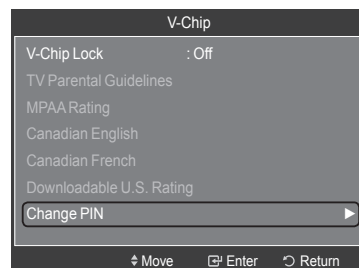 V-Chip
V-Chip Lock : Off
TV Parental Guidelines
MPAA Rating
Canadian English
Canadian French
Downloadable U.S. Rating
Change PIN
Move Enter Return